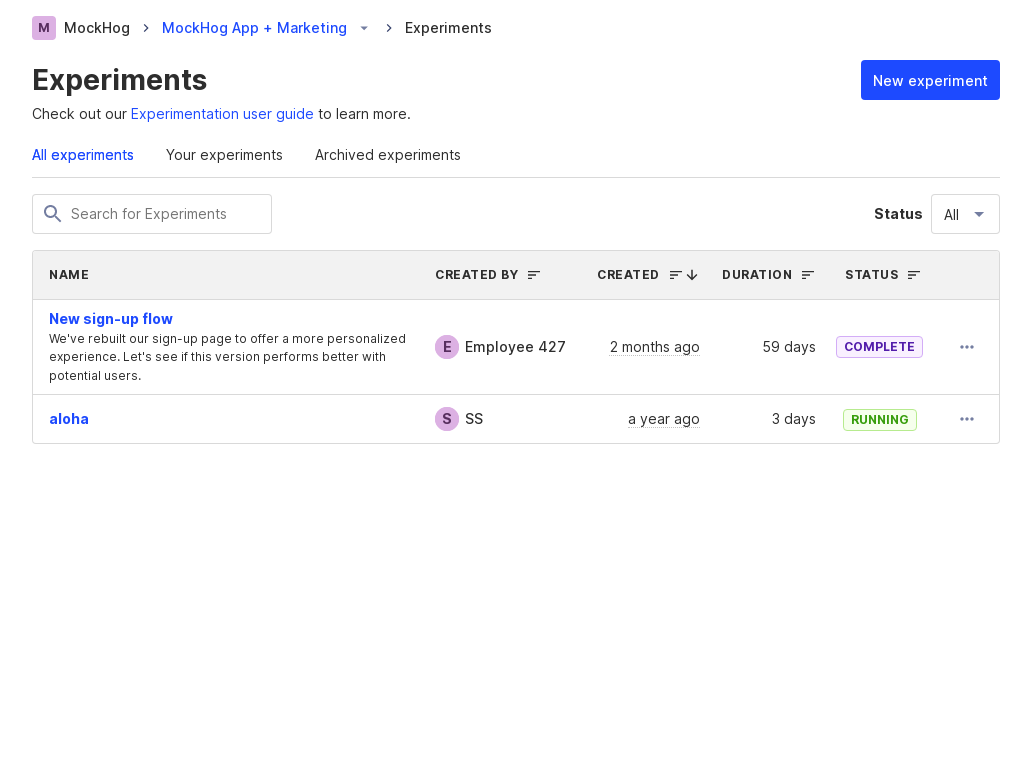 M MockHog MockHog App + Marketing Experiments
Experiments
New experiment
Check out our Experimentation user guide to learn more.
All experiments Your experiments Archived experiments
Search for Experiments Status All
NAME CREATED BY CREATED DURATION STATUS
New sign-up flow
We've rebuilt our sign-up page to offer a more personalized
experience. Let's see if this version performs better with
potential users.
E Employee 427 2 months ago 59 days COMPLETE
aloha S SS a year ago 3 days RUNNING